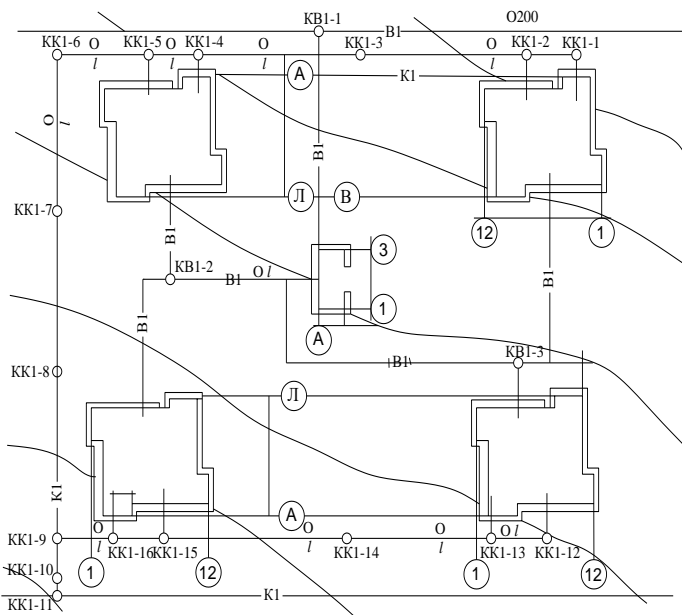 КВ1-1 О200
В1
КК1-6 О КК1-5 О КК1-4 О КК1-3 О КК1-2 КК1-1
l l l l
А К1
О
l
В1
Л В
КК1-7
12 1
В1 3
КВ1-2 В1 О l В1
В1 1
А
КВ1-3
В1
КК1-8
Л
К1
А
О О О О l
КК1-9 l l l
КК1-16 КК1-15 КК1-14 КК1-13 КК1-12
КК1-10 1 12 1 12
КК1-11 К1